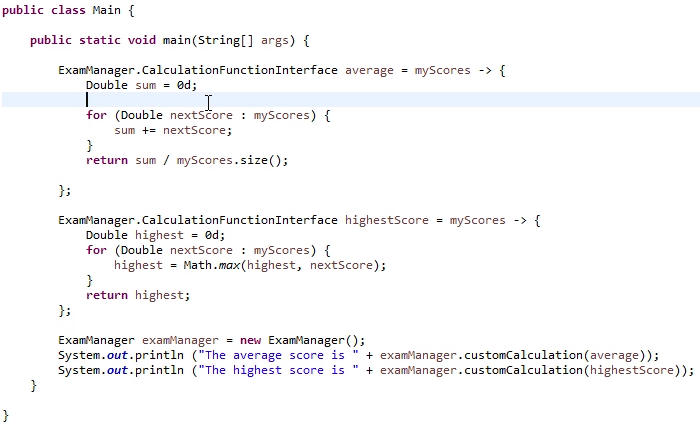 public class Main {
public static void main(String[] args) {
ExamManager.CalculationFunctionInterface average = myScores -> {
Double sum = 0d;
for (Double nextScore : myScores) {
sum += nextScore;
}
return sum / myScores.size();
};
ExamManager.CalculationFunctionInterface highestScore = myScores -> {
Double highest = 0d;
for (Double nextScore : myScores) {
highest = Math.max(highest, nextScore);
}
return highest;
};
ExamManager examManager = new ExamManager();
System.out.println ("The average score is " + examManager.customCalculation(average));
System.out.println ("The highest score is " + examManager.customCalculation(highestScore));
}
}